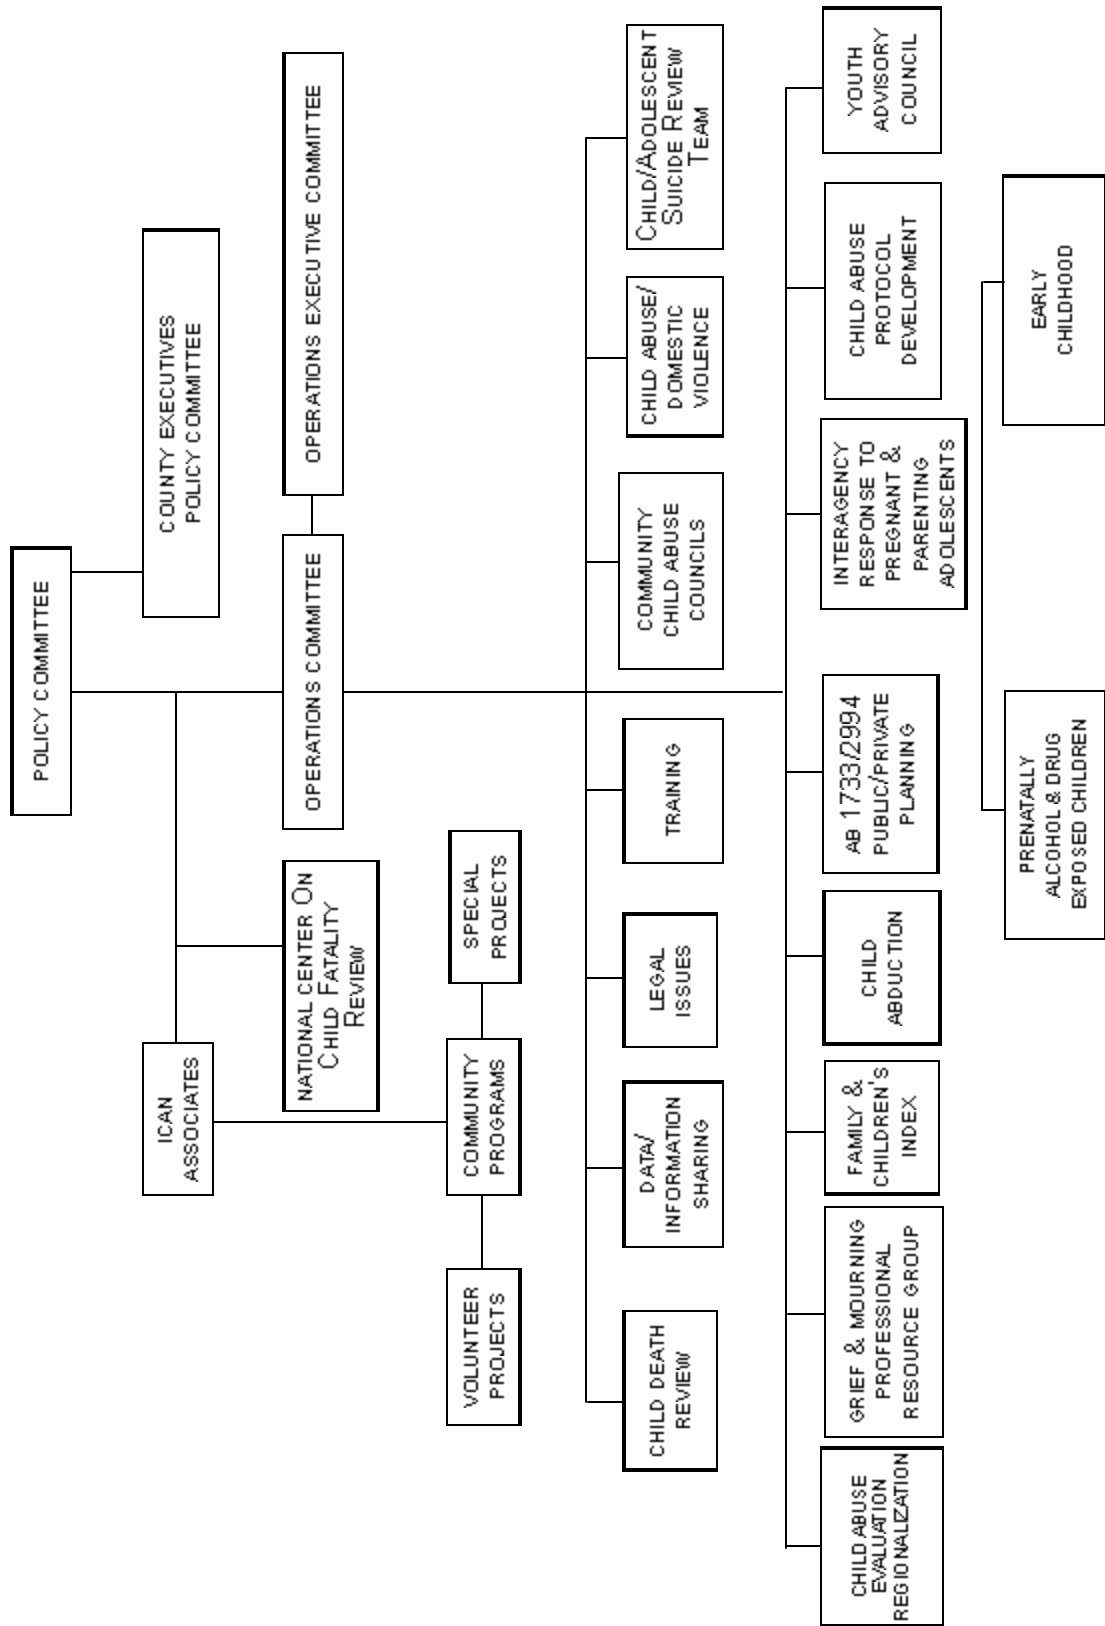 POLICY COMMITTEE
COUNTY EXECUTIVES
POLICY COMMITTEE
ICAN
ASSOCIATES
NATIONAL CENTER ON
CHILD FATALITY
REVIEW
OPERATIONS COMMITTEE
OPERATIONS EXECUTIVE COMMITTEE
VOLUNTEER
PROJECTS
COMMUNITY
PROGRAMS
SPECIAL
PROJECTS
CHILD DEATH
REVIEW
DATA/
INFORMATION
SHARING
LEGAL
ISSUES
TRAINING
COMMUNITY
CHILD ABUSE
COUNCILS
CHILD ABUSE/
DOMESTIC
VIOLENCE
CHILD/ADOLESCENT
SUICIDE REVIEW
TEAM
CHILD ABUSE
EVALUATION
REGIONALIZATION
GRIEF & MOURNING
PROFESSIONAL
RESOURCE GROUP
FAMILY &
CHILDREN'S
INDEX
CHILD
ABDUCTION
AB 1733/2994
PUBLIC/PRIVATE
PLANNING
INTERAGENCY
RESPONSE TO
PREGNANT &
PARENTING
ADOLESCENTS
CHILD ABUSE
PROTOCOL
DEVELOPMENT
YOUTH
ADVISORY
COUNCIL
PRENATALLY
ALCOHOL & DRUG
EXPOSED CHILDREN
EARLY
CHILDHOOD